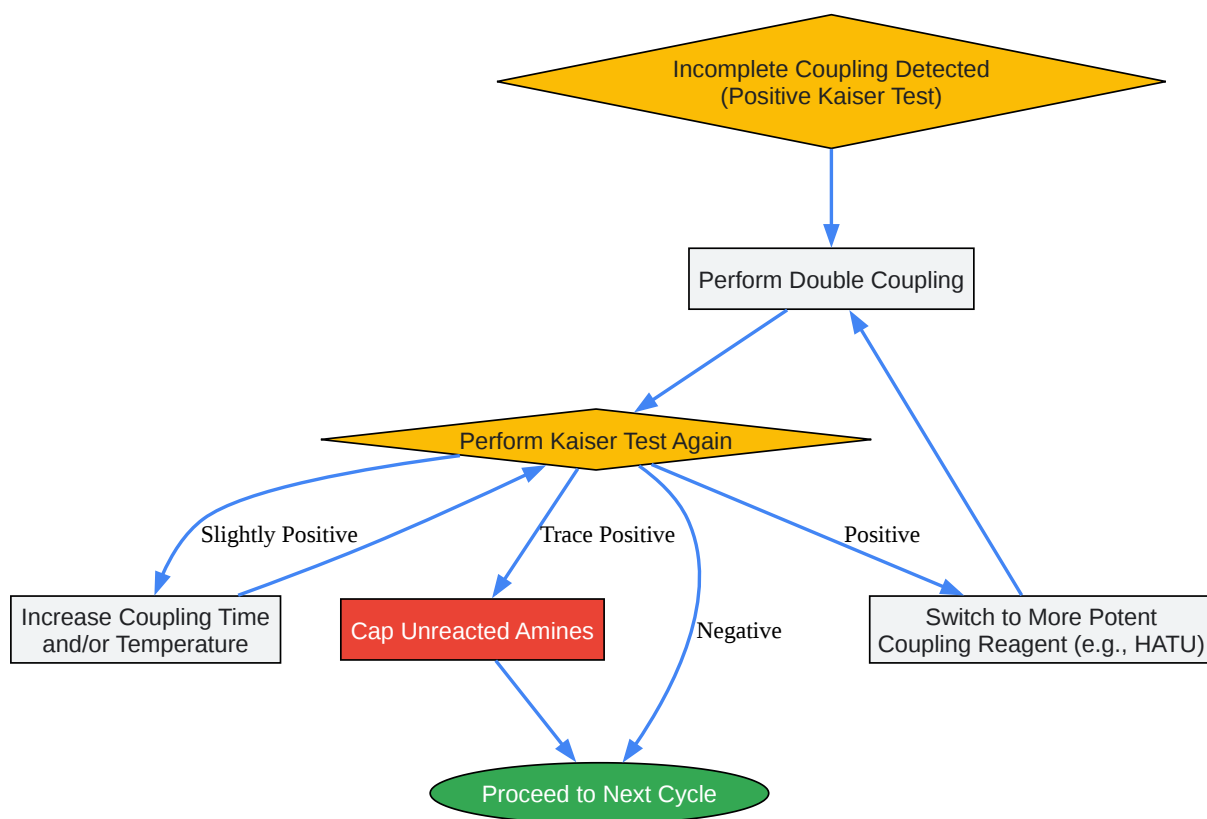 Incomplete Coupling Detected
(Positive Kaiser Test)
Perform Double Coupling
Perform Kaiser Test Again
Slightly Positive
Trace Positive
Positive
Negative
Increase Coupling Time
and/or Temperature
Cap Unreacted Amines
Switch to More Potent
Coupling Reagent (e.g., HATU)
Proceed to Next Cycle